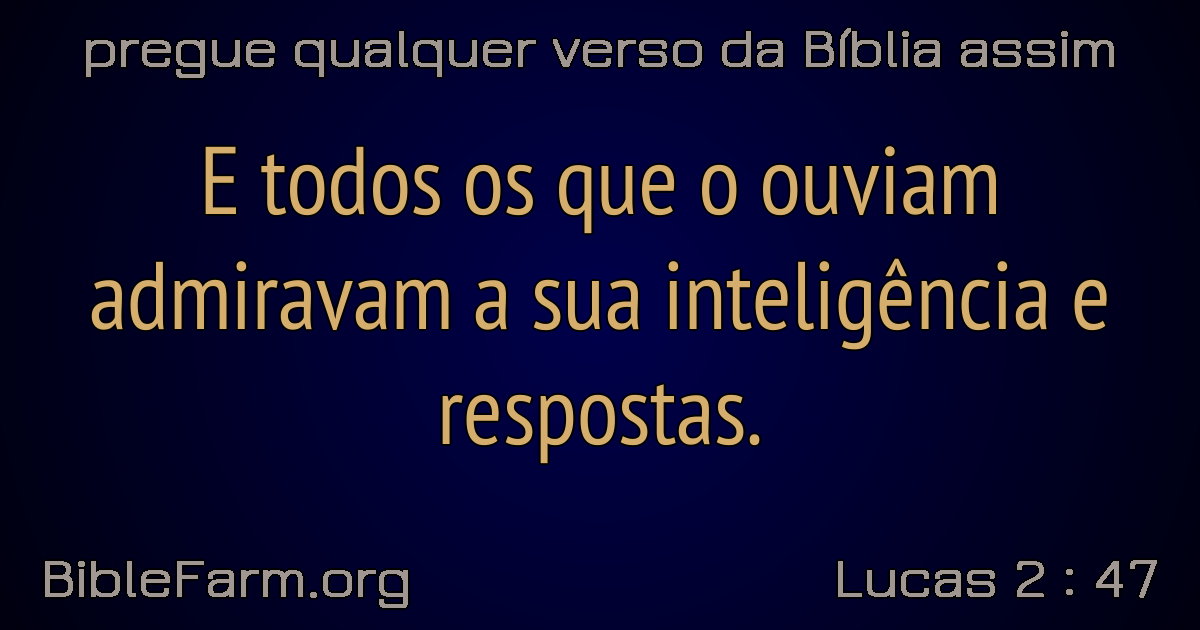 pregue qualquer verso da Bíblia assim
E todos os que o ouviam
admiravam a sua inteligência e
respostas.
BibleFarm.org
Lucas 2 : 47